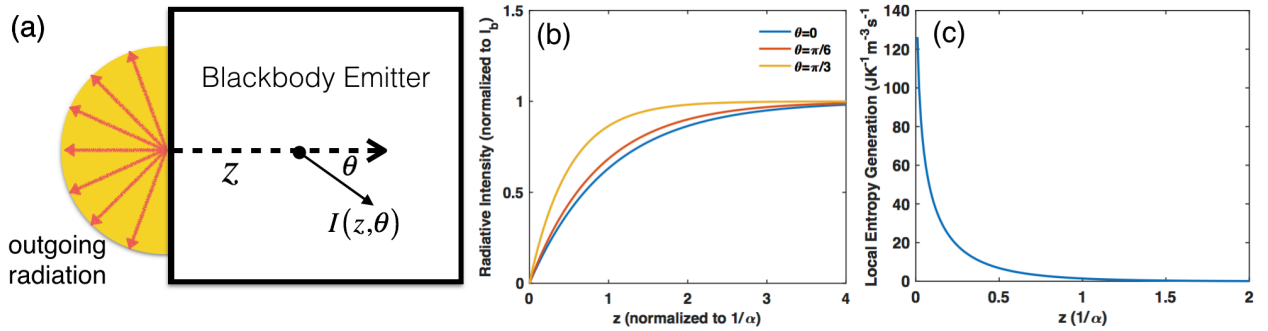 (a)
Blackbody Emitter
z
θ
I(z,θ)
outgoing
radiation
(b)
Radiative Intensity (normalized to I_b)
1.5
1
0.5
0
θ=0
θ=π/6
θ=π/3
0 1 2 3 4
z (normalized to 1/α)
(c)
Local Entropy Generation (JK⁻¹m⁻³s⁻¹)
140
120
100
80
60
40
20
0
0 0.5 1 1.5 2
z (1/α)